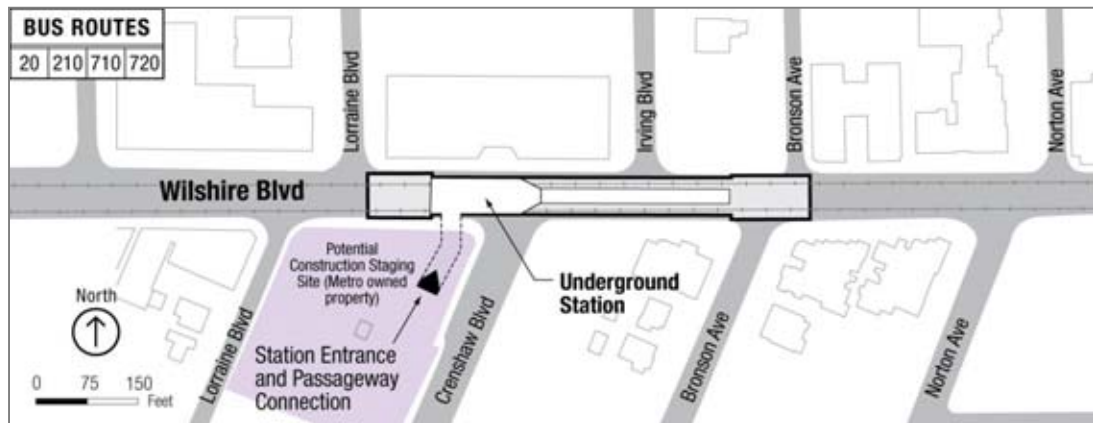 BUS ROUTES
20 210 710 720
Lorraine Blvd
Irving Blvd
Bronson Ave
Norton Ave
Wilshire Blvd
Potential
Construction Staging
Site (Metro owned
property)
Underground
Station
North
Station Entrance
and Passageway
Connection
Lorraine Blvd
Crenshaw Blvd
Bronson Ave
Norton Ave
0 75 150
Feet